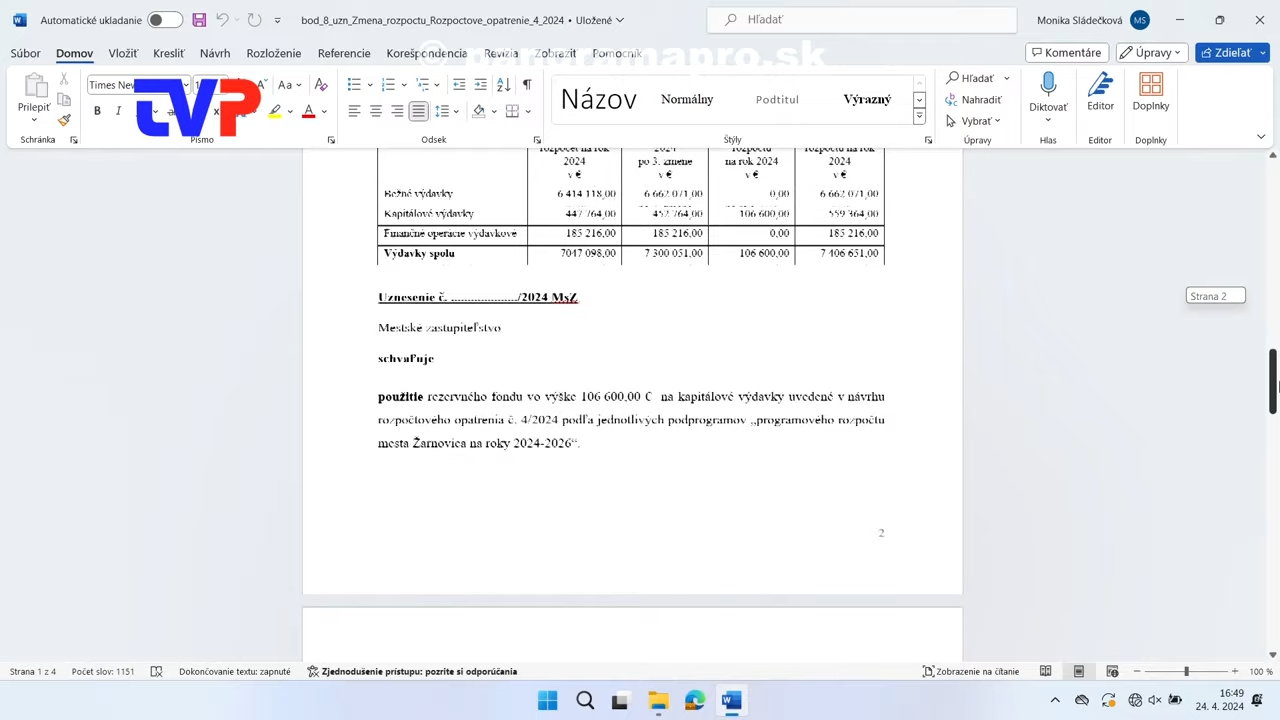 Automatické ukladanie
bod_8_uzn_Zmena_rozpoctu_Rozpoctove_opatrenie_4_2024 • Uložené
Hľadať
Monika Sládečková MS
Súbor Domov Vložiť Kresliť Návrh Rozloženie Referencie Korešpondencia Revízia Zobraziť Pomocník
Komentáre Úpravy Zdieľať
© panoramapro.sk
TVP
Prilepiť
Times New
Názov Normálny Podtitul Výrazný
Hľadať
Nahradiť
Vybrať
Diktovať Editor Doplnky
Schránka Písmo Odsek Štýly Úpravy Hlas Editor Doplnky
rozpočet na rok 2024 rozpočtu rozpočtu na rok
2024 po 3. zmene na rok 2024 2024
v € v € v € v €
Bežné výdavky 6 414 118,00 6 662 071,00 0,00 6 662 071,00
Kapitálové výdavky 447 764,00 452 764,00 106 600,00 559 364,00
Finančné operácie výdavkové 185 216,00 185 216,00 0,00 185 216,00
Výdavky spolu 7047 098,00 7 300 051,00 106 600,00 7 406 651,00
Uznesenie č. ...................../2024 MsZ
Mestské zastupiteľstvo
schvaľuje
použitie rezervného fondu vo výške 106 600,00 € na kapitálové výdavky uvedené v návrhu
rozpočtového opatrenia č. 4/2024 podľa jednotlivých podprogramov „programového rozpočtu
mesta Žarnovica na roky 2024-2026“.
2
Strana 2
Strana 1 z 4 Počet slov: 1151 Dokončovanie textu: zapnuté Zjednodušenie prístupu: pozrite si odporúčania
Zobrazenie na čítanie 100 %
16:49
24. 4. 2024